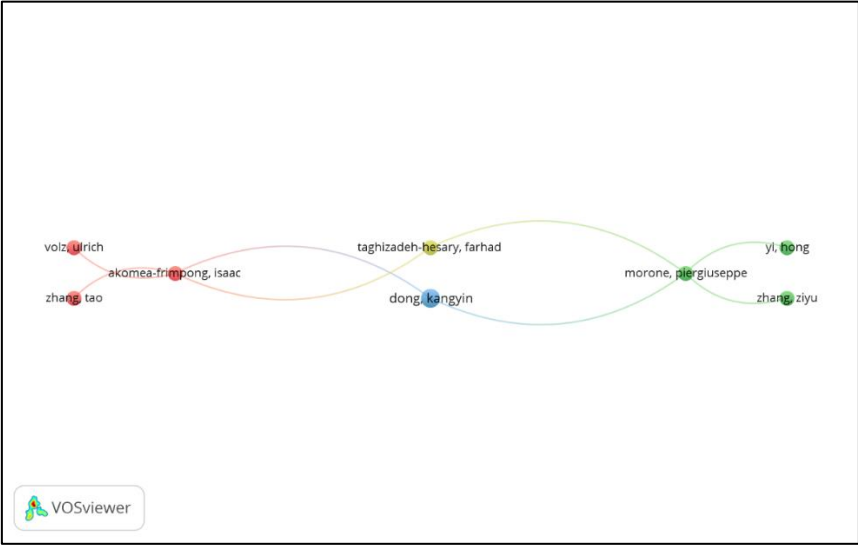 volz, ulrich
taghizadeh-hesary, farhad
yi, hong
akomea-frimpong, isaac
morone, piergiuseppe
zhang, tao
dong, kangyin
zhang, ziyu
VOSviewer